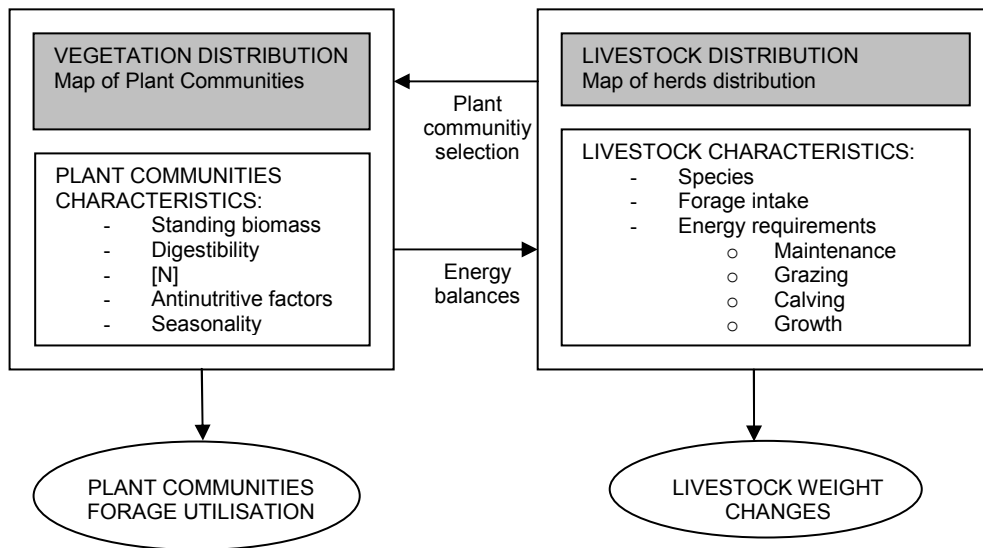 VEGETATION DISTRIBUTION
Map of Plant Communities
PLANT COMMUNITIES
CHARACTERISTICS:
- Standing biomass
- Digestibility
- [N]
- Antinutritive factors
- Seasonality
Plant
communitiy
selection
Energy
balances
LIVESTOCK DISTRIBUTION
Map of herds distribution
LIVESTOCK CHARACTERISTICS:
- Species
- Forage intake
- Energy requirements
o Maintenance
o Grazing
o Calving
o Growth
PLANT COMMUNITIES
FORAGE UTILISATION
LIVESTOCK WEIGHT
CHANGES